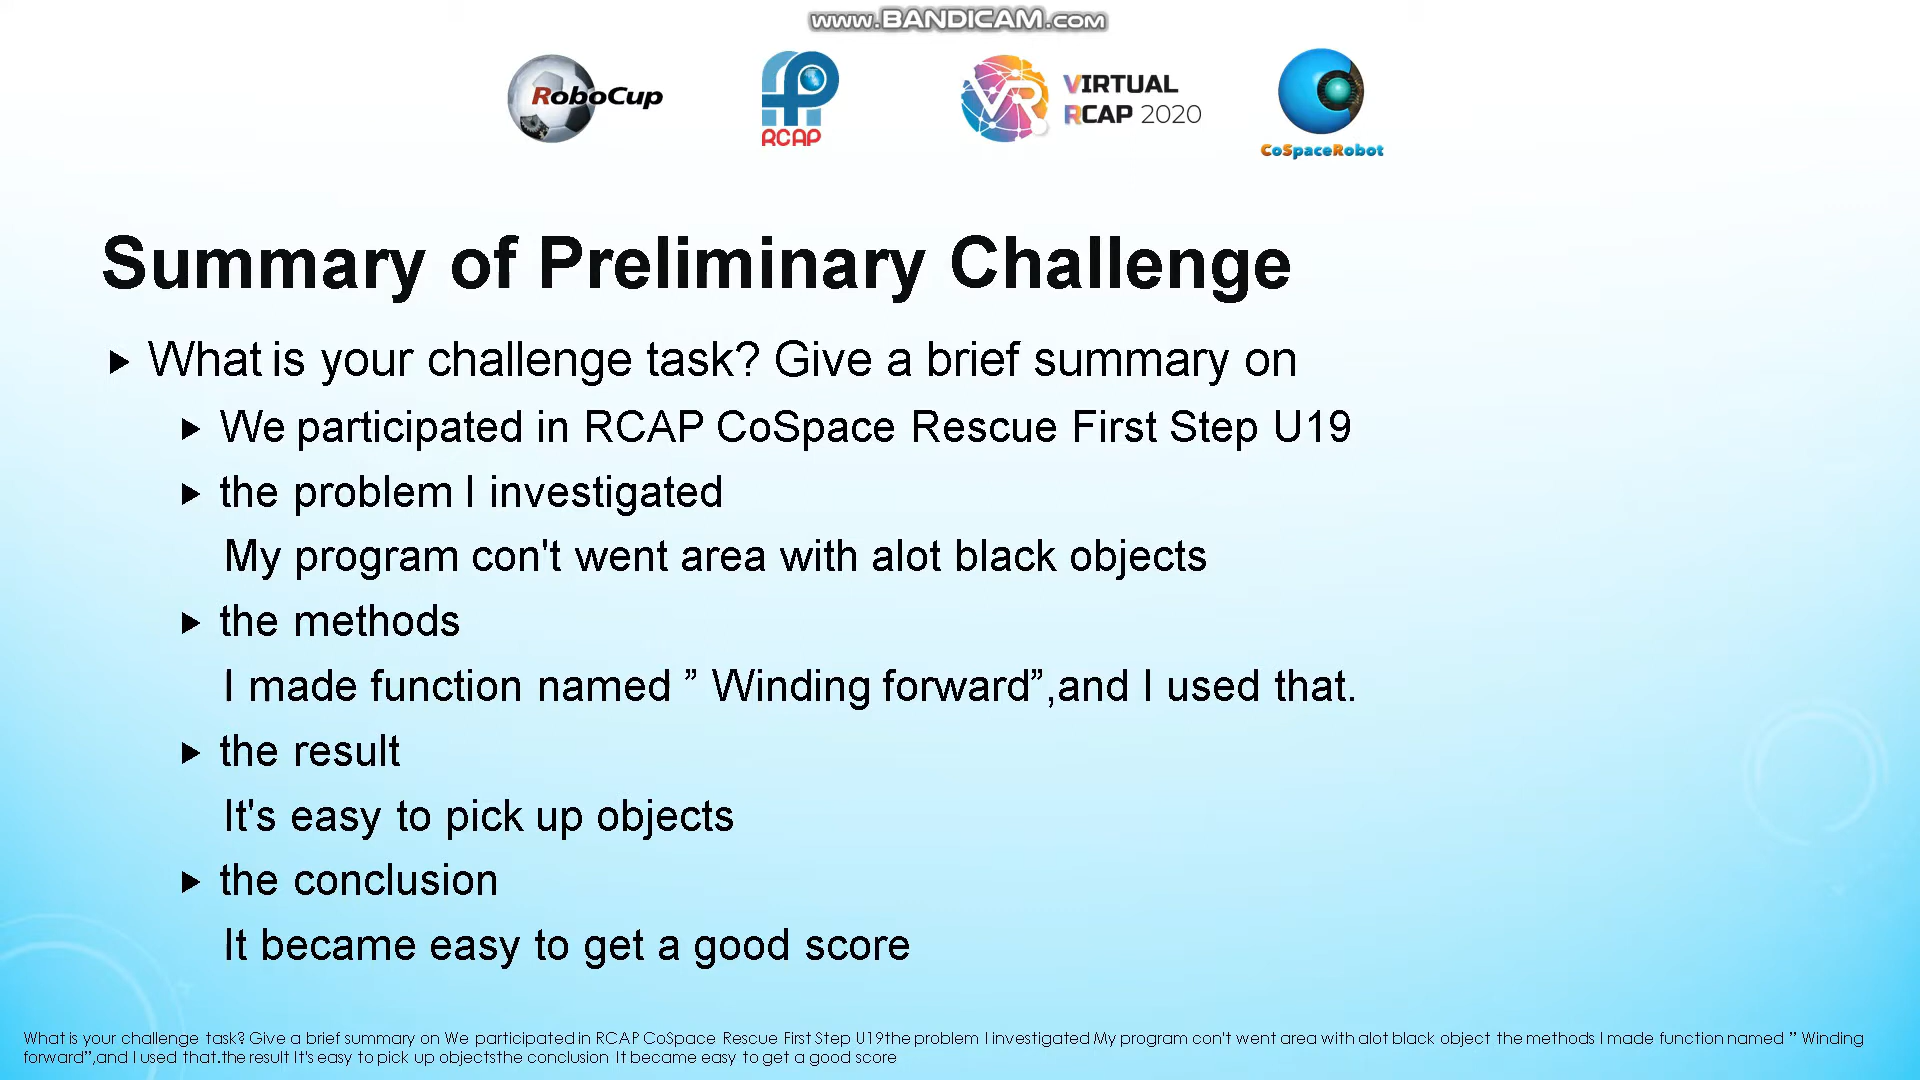 www.BANDICAM.com
RoboCup
RCAP
VR
VIRTUAL
RCAP 2020
CoSpaceRobot
Summary of Preliminary Challenge
What is your challenge task? Give a brief summary on
We participated in RCAP CoSpace Rescue First Step U19
the problem I investigated
My program con't went area with alot black objects
the methods
I made function named ” Winding forward”,and I used that.
the result
It's easy to pick up objects
the conclusion
It became easy to get a good score
What is your challenge task? Give a brief summary on We participated in RCAP CoSpace Rescue First Step U19the problem I investigated My program con't went area with alot black object the methods I made function named ” Winding
forward”,and I used that.the result It's easy to pick up objectsthe conclusion It became easy to get a good score